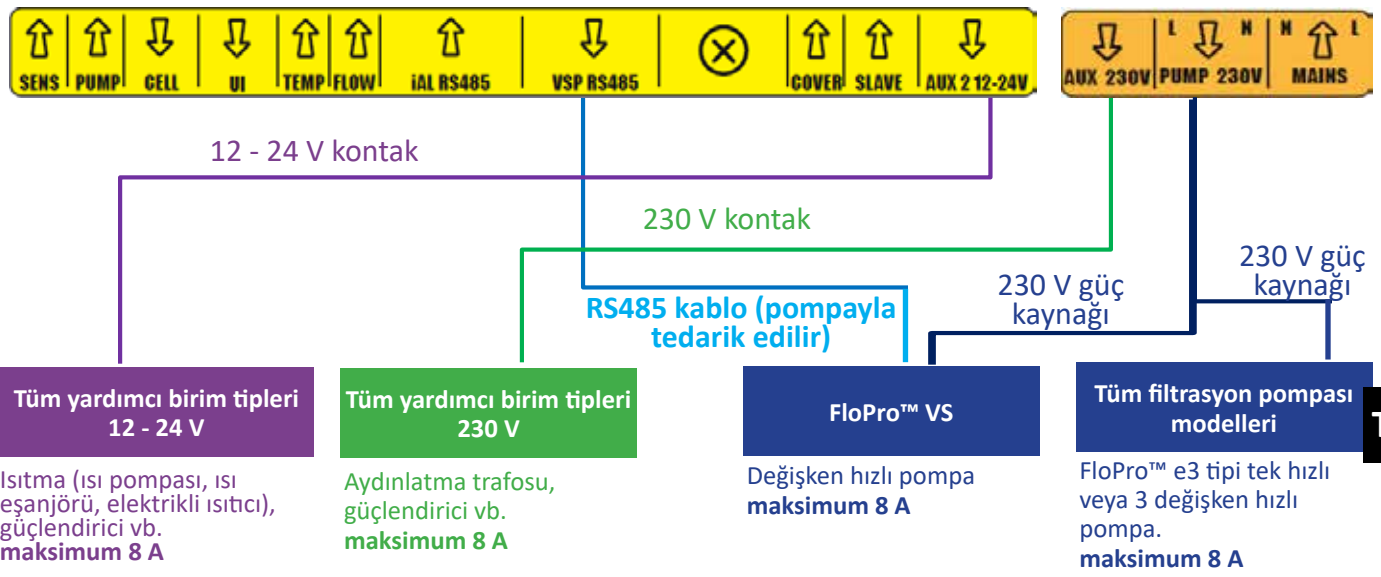 SENS PUMP CELL UI TEMP FLOW iAL RS485 VSP RS485 COVER SLAVE AUX 2 12-24V
L N N L
AUX 230V PUMP 230V MAINS
12 - 24 V kontak
230 V kontak
230 V güç
kaynağı
230 V güç
kaynağı
RS485 kablo (pompayla
tedarik edilir)
Tüm yardımcı birim tipleri
12 - 24 V
Isıtma (ısı pompası, ısı
eşanjörü, elektrikli ısıtıcı),
güçlendirici vb.
maksimum 8 A
Tüm yardımcı birim tipleri
230 V
Aydınlatma trafosu,
güçlendirici vb.
maksimum 8 A
FloPro™ VS
Değişken hızlı pompa
maksimum 8 A
Tüm filtrasyon pompası
modelleri
FloPro™ e3 tipi tek hızlı
veya 3 değişken hızlı
pompa.
maksimum 8 A